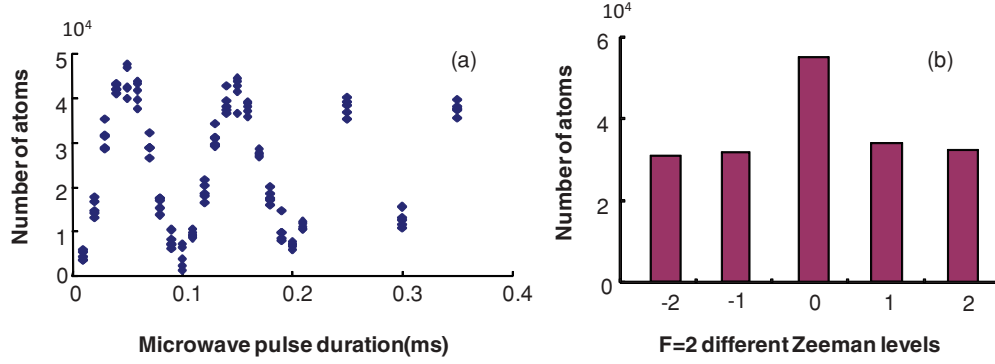 10⁴
(a)
Number of atoms
5
4
3
2
1
0
0 0.1 0.2 0.3 0.4
Microwave pulse duration(ms)
10⁴
(b)
Number of atoms
6
4
2
0
-2 -1 0 1 2
F=2 different Zeeman levels